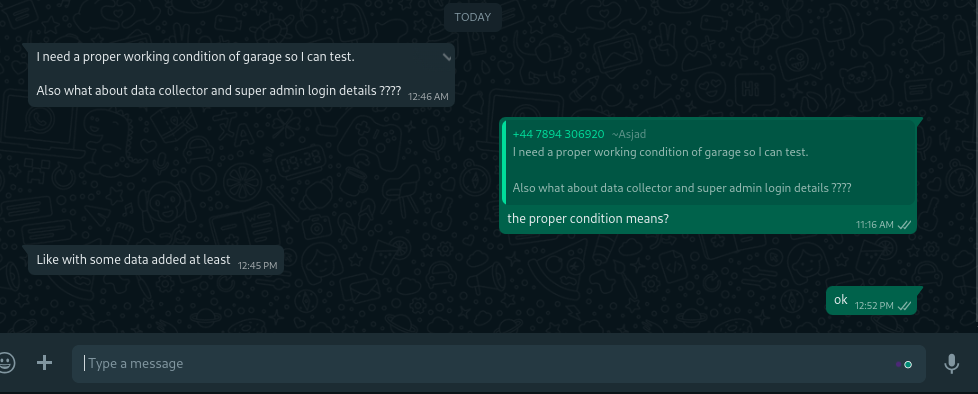 TODAY
I need a proper working condition of garage so I can test.
Also what about data collector and super admin login details ???? 12:46 AM
+44 7894 306920 ~Asjad
I need a proper working condition of garage so I can test.
Also what about data collector and super admin login details ????
the proper condition means? 11:16 AM
Like with some data added at least 12:45 PM
ok 12:52 PM
Type a message